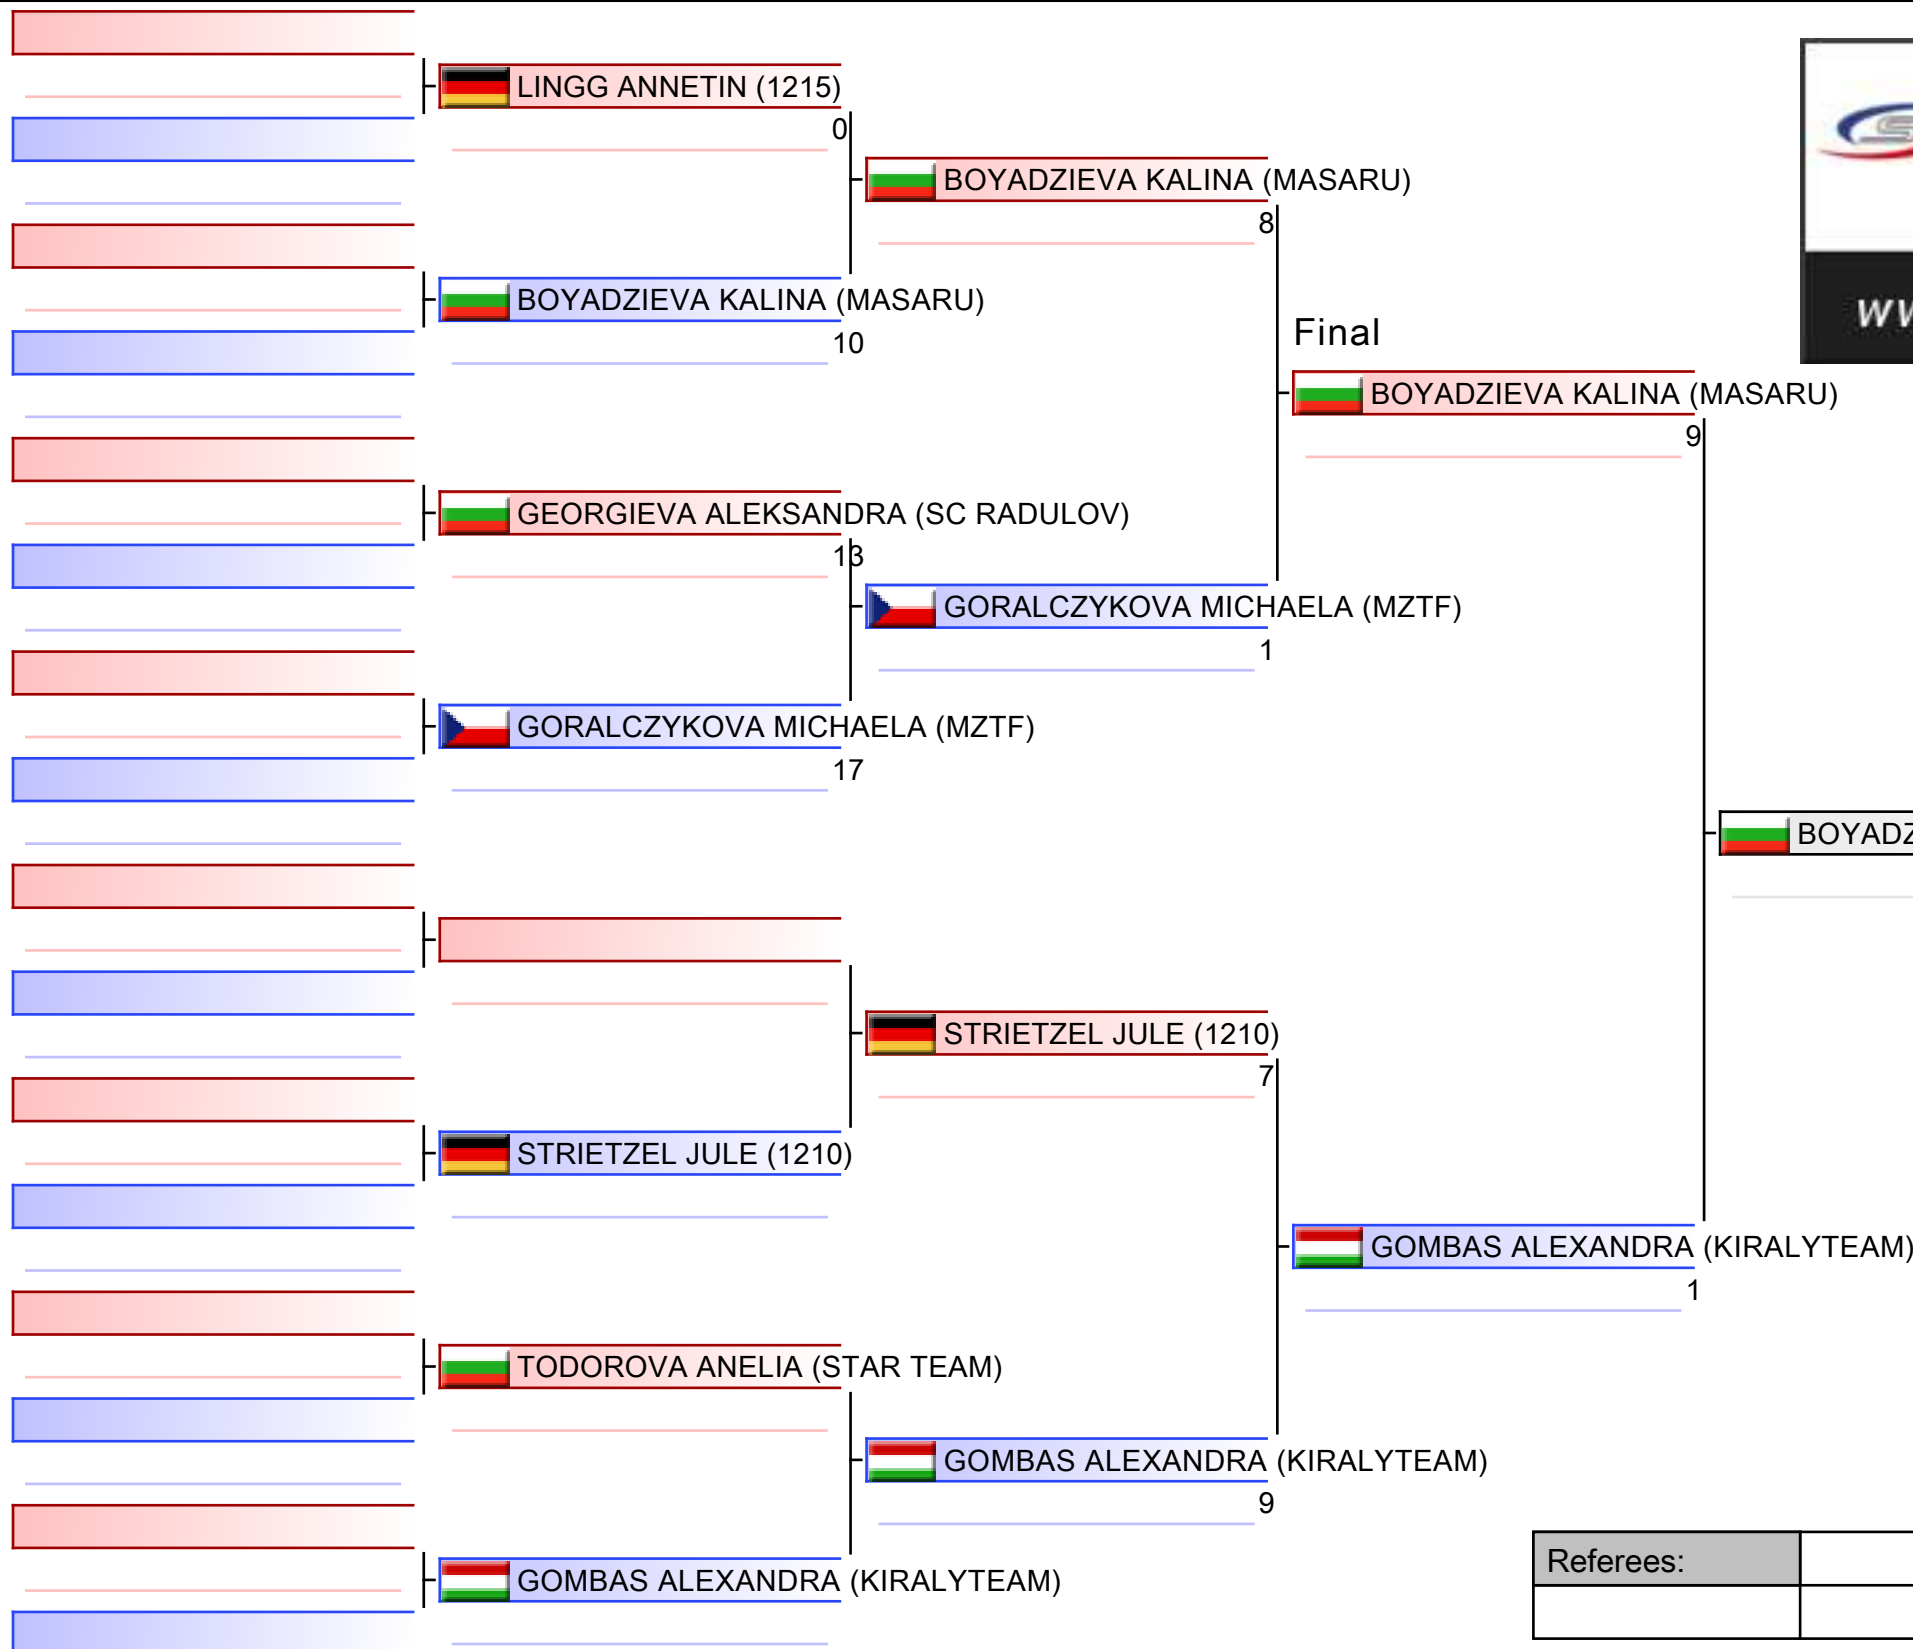 LINGG ANNETIN (1215)
0
BOYADZIEVA KALINA (MASARU)
8
BOYADZIEVA KALINA (MASARU)
10
Final
BOYADZIEVA KALINA (MASARU)
9
GEORGIEVA ALEKSANDRA (SC RADULOV)
13
GORALCZYKOVA MICHAELA (MZTF)
1
GORALCZYKOVA MICHAELA (MZTF)
17
BOYADZ
STRIETZEL JULE (1210)
7
STRIETZEL JULE (1210)
GOMBAS ALEXANDRA (KIRALYTEAM)
1
TODOROVA ANELIA (STAR TEAM)
GOMBAS ALEXANDRA (KIRALYTEAM)
9
GOMBAS ALEXANDRA (KIRALYTEAM)
Referees: